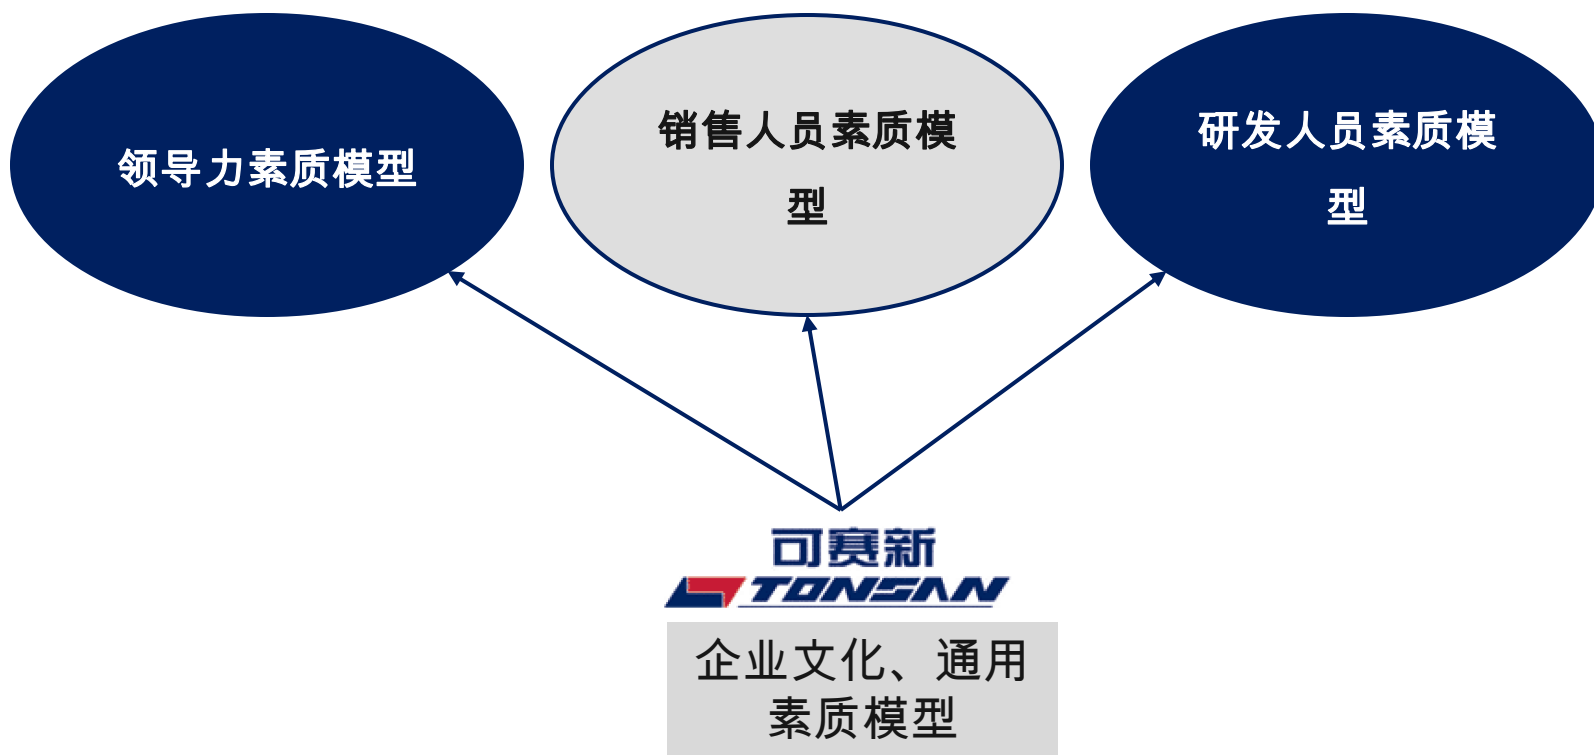 领导力素质模型
销售人员素质模
型
研发人员素质模
型
可赛新
TONSAN
企业文化、通用
素质模型